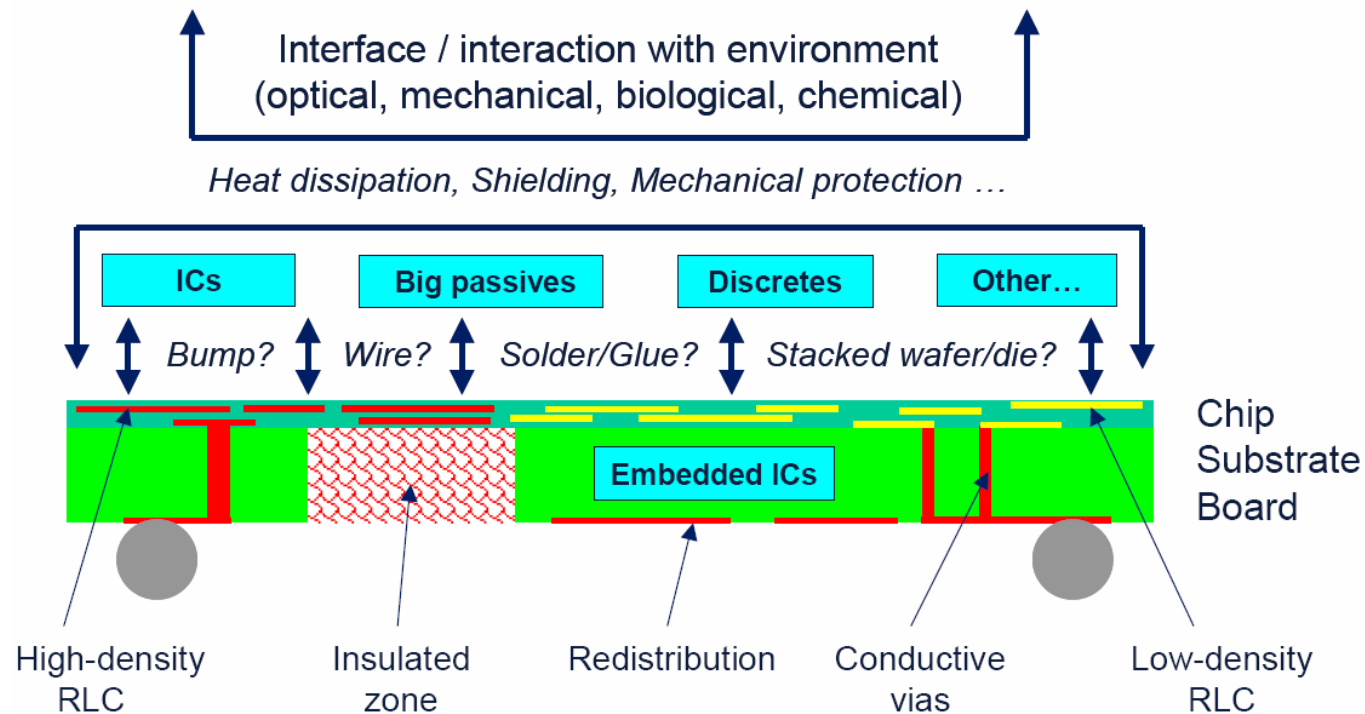 Interface / interaction with environment
(optical, mechanical, biological, chemical)
Heat dissipation, Shielding, Mechanical protection …
ICs
Big passives
Discretes
Other…
Bump?
Wire?
Solder/Glue?
Stacked wafer/die?
Chip
Substrate
Board
Embedded ICs
High-density
RLC
Insulated
zone
Redistribution
Conductive
vias
Low-density
RLC